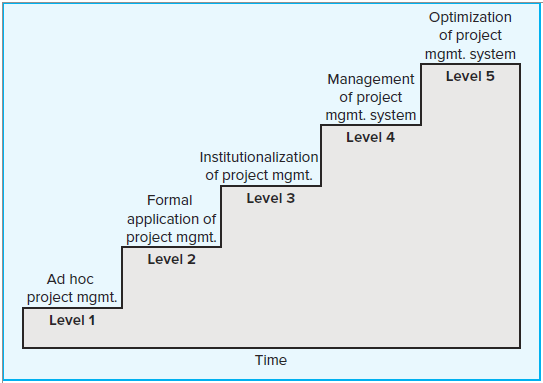 Optimization
of project
mgmt. system
Level 5
Management
of project
mgmt. system
Level 4
Institutionalization
of project mgmt.
Level 3
Formal
application of
project mgmt.
Level 2
Ad hoc
project mgmt.
Level 1
Time